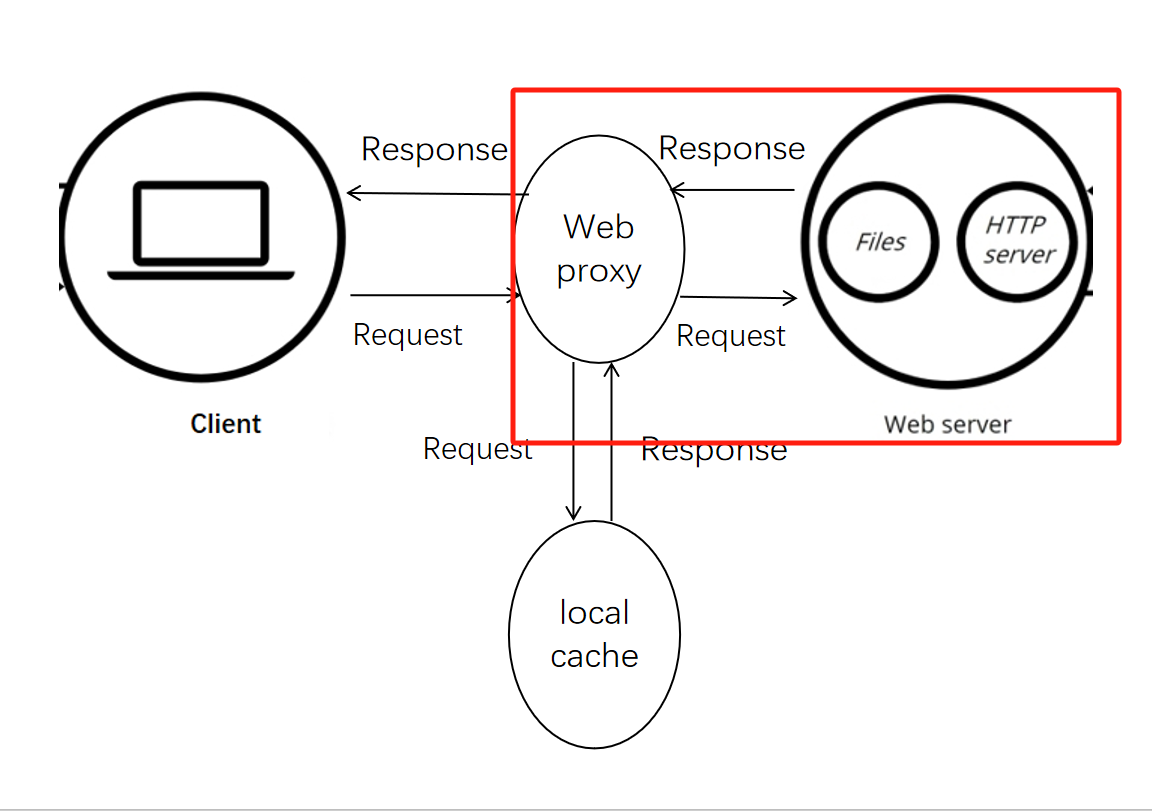 Response
Response
Web
proxy
Files
HTTP
server
Request
Request
Client
Web server
Request
Response
local
cache